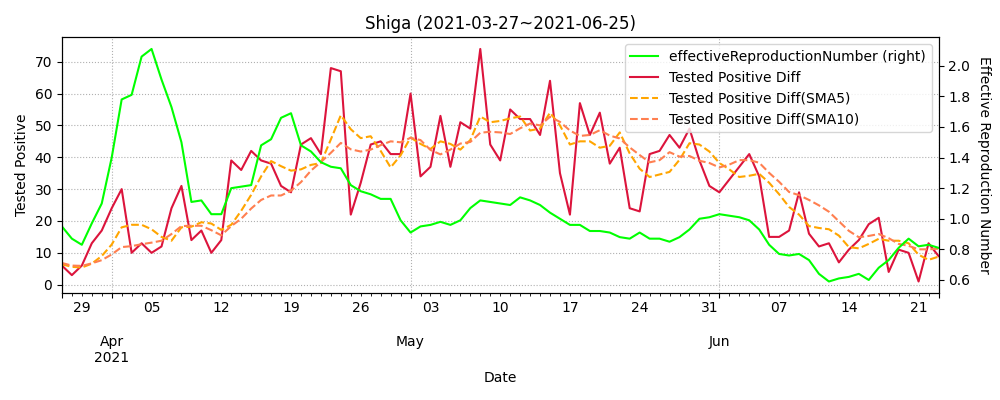 Shiga (2021-03-27~2021-06-25)
effectiveReproductionNumber (right)
Tested Positive Diff
Tested Positive Diff(SMA5)
Tested Positive Diff(SMA10)
Tested Positive
70
60
50
40
30
20
10
0
2.0
1.8
1.6
1.4
1.2
1.0
0.8
0.6
Effective Reproduction Number
29 05 12 19 26 03 10 17 24 31 07 14 21
Apr May Jun
2021
Date